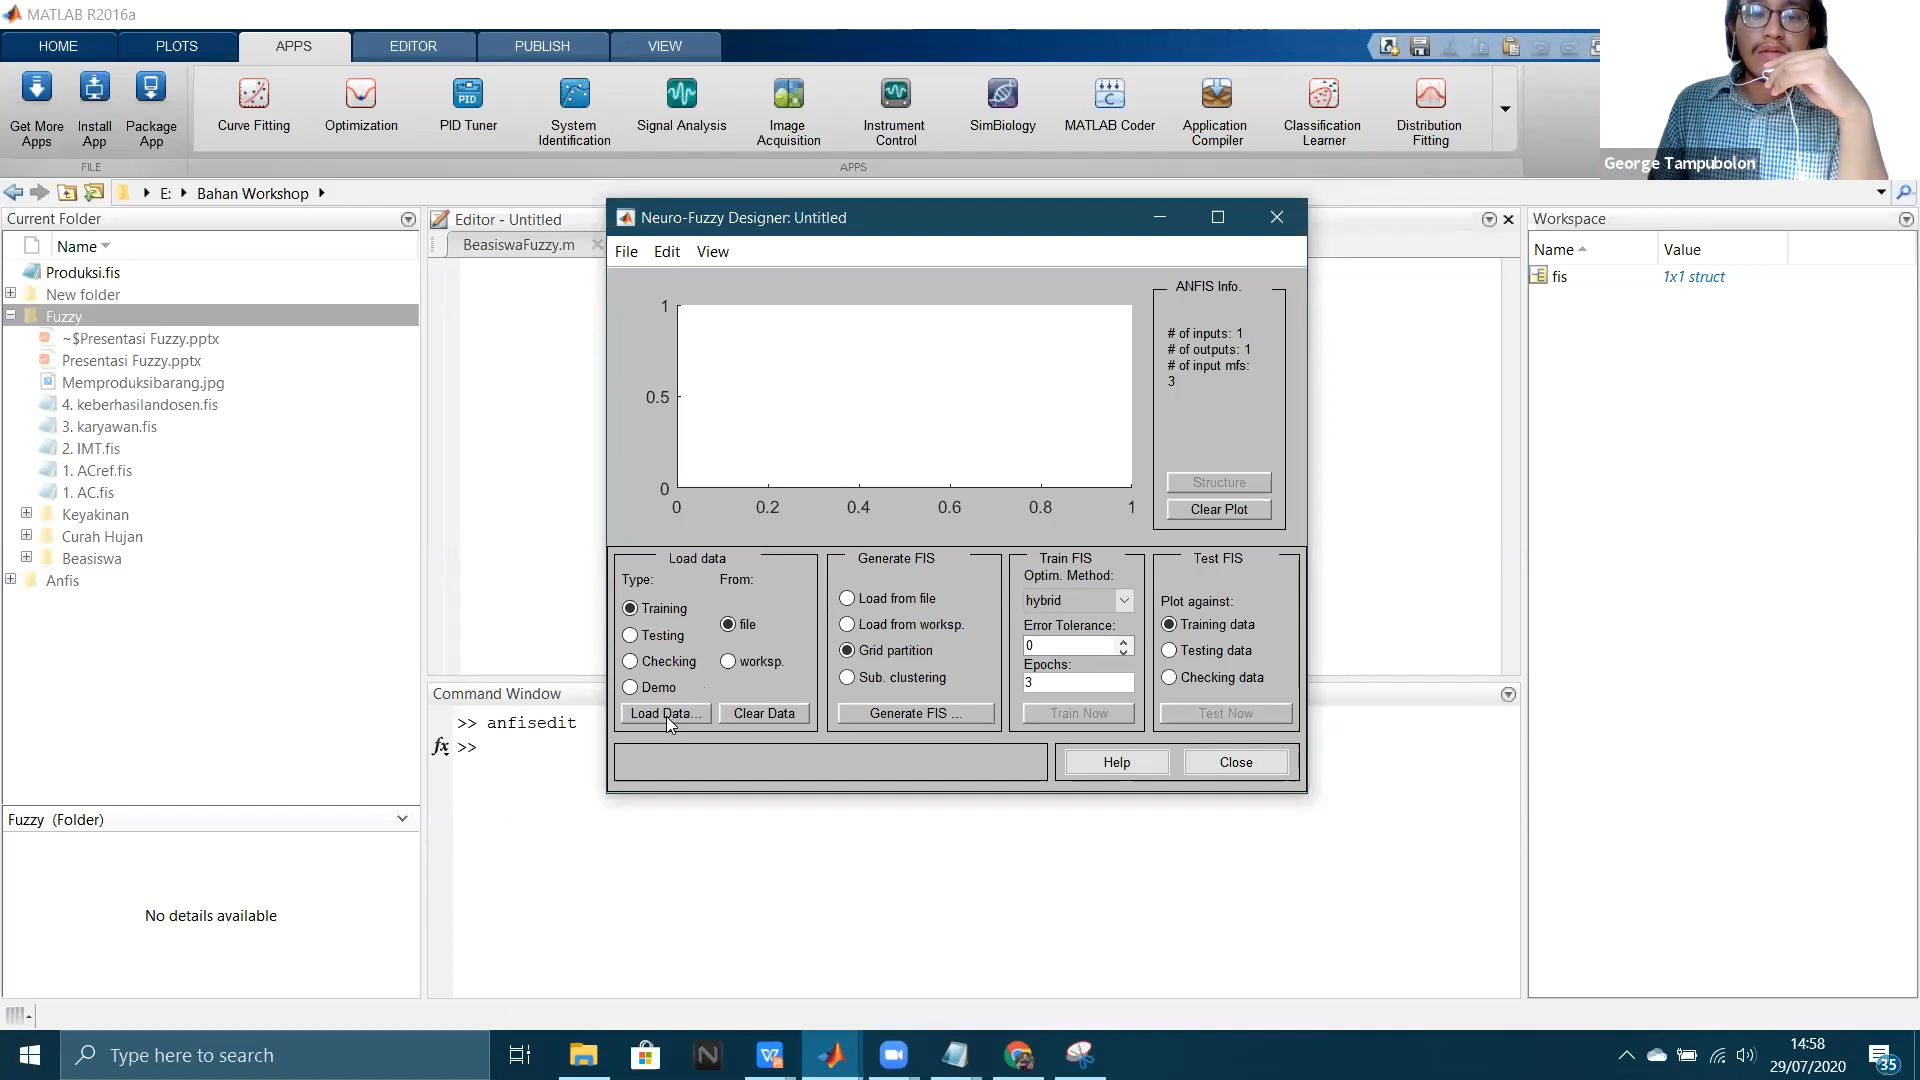 MATLAB R2016a
HOME
PLOTS
APPS
EDITOR
PUBLISH
VIEW
Get More Apps
Install App
Package App
Curve Fitting
Optimization
PID Tuner
System Identification
Signal Analysis
Image Acquisition
Instrument Control
SimBiology
MATLAB Coder
Application Compiler
Classification Learner
Distribution Fitting
FILE
APPS
George Tampubolon
E:
Bahan Workshop
Current Folder
Name
Produksi.fis
New folder
Fuzzy
~$Presentasi Fuzzy.pptx
Presentasi Fuzzy.pptx
Memproduksibarang.jpg
4. keberhasilandosen.fis
3. karyawan.fis
2. IMT.fis
1. ACref.fis
1. AC.fis
Keyakinan
Curah Hujan
Beasiswa
Anfis
Fuzzy (Folder)
No details available
Editor - Untitled
BeasiswaFuzzy.m
Neuro-Fuzzy Designer: Untitled
File Edit View
1
0.5
0
0 0.2 0.4 0.6 0.8 1
ANFIS Info.
# of inputs: 1
# of outputs: 1
# of input mfs:
3
Structure
Clear Plot
Load data
Type:
From:
Training
Testing
Checking
Demo
file
worksp.
Load Data...
Clear Data
Generate FIS
Load from file
Load from worksp.
Grid partition
Sub. clustering
Generate FIS ...
Train FIS
Optim. Method:
hybrid
Error Tolerance:
0
Epochs:
3
Train Now
Test FIS
Plot against:
Training data
Testing data
Checking data
Test Now
Help
Close
Command Window
>> anfisedit
fx >>
Workspace
Name
Value
fis
1x1 struct
Type here to search
14:58
29/07/2020
35